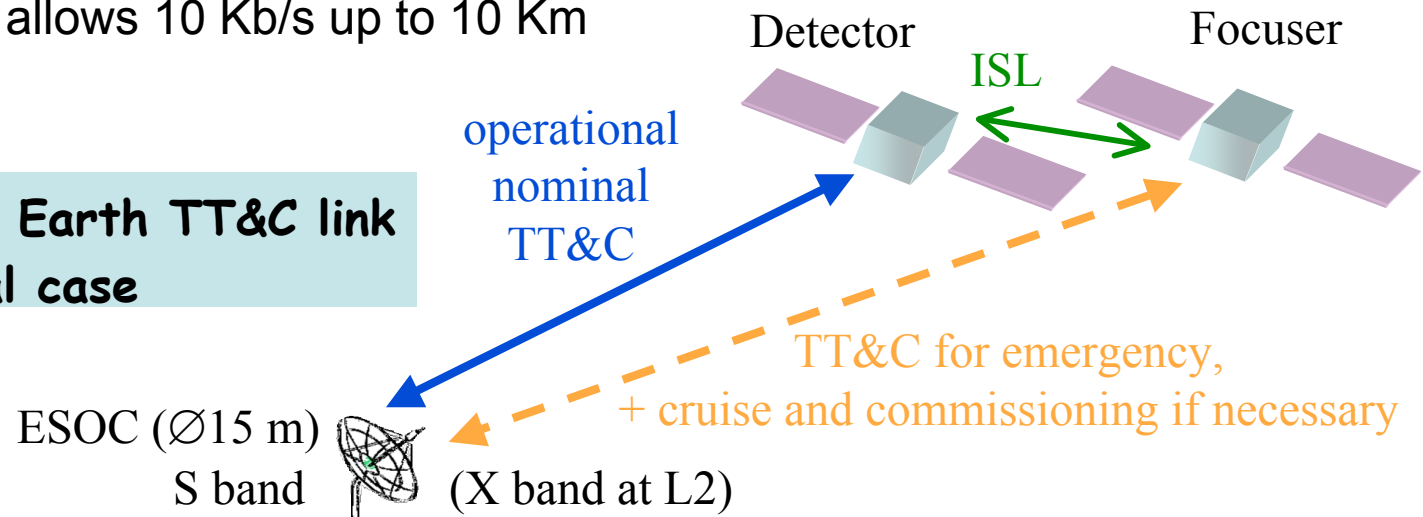 allows 10 Kb/s up to 10 Km
Detector
Focuser
ISL
operational
nominal
TT&C
Earth TT&C link
case
TT&C for emergency,
+ cruise and commissioning if necessary
ESOC (∅15 m)
S band
(X band at L2)